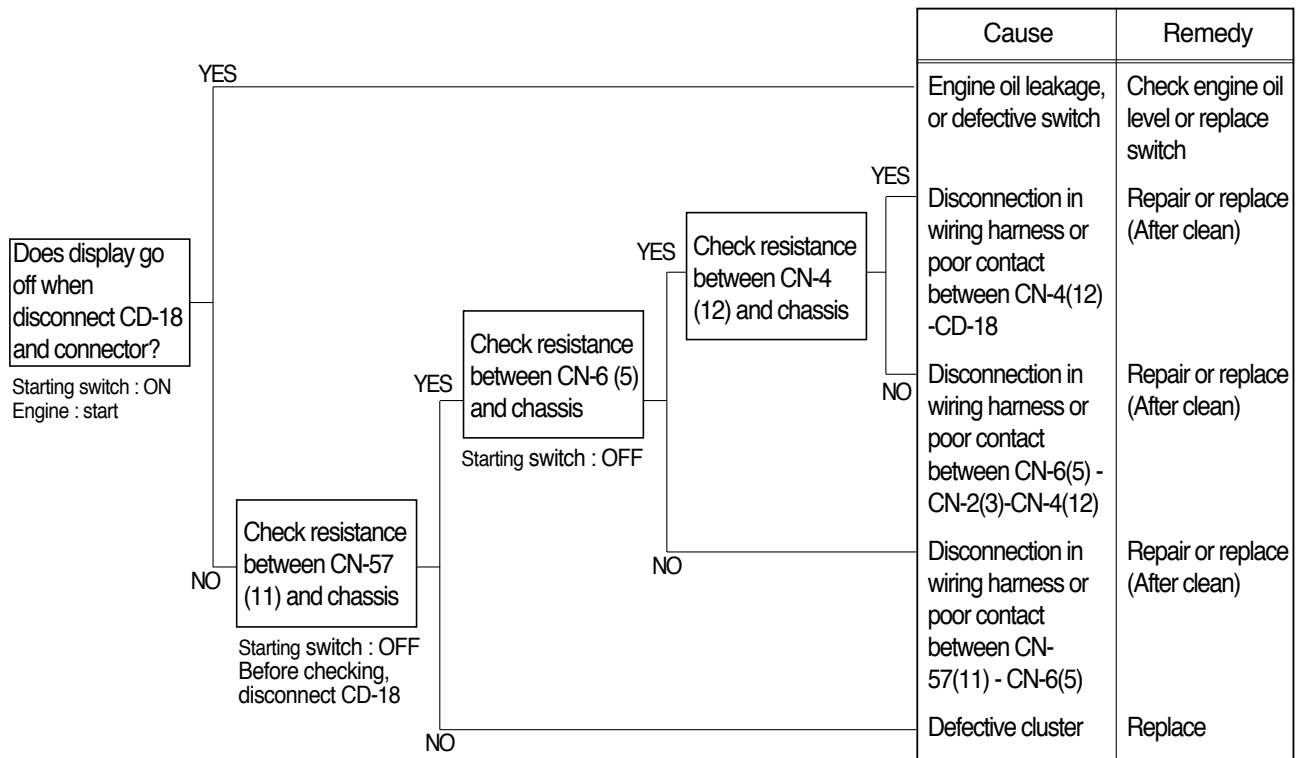 Cause
Remedy
YES
Engine oil leakage,
or defective switch
Check engine oil
level or replace
switch
YES
Disconnection in
wiring harness or
poor contact
between CN-4(12)
-CD-18
Repair or replace
(After clean)
Does display go
off when
disconnect CD-18
and connector?
Starting switch : ON
Engine : start
YES
Check resistance
between CN-4
(12) and chassis
Check resistance
between CN-6 (5)
and chassis
YES
Starting switch : OFF
NO
Disconnection in
wiring harness or
poor contact
between CN-6(5) -
CN-2(3)-CN-4(12)
Repair or replace
(After clean)
Check resistance
between CN-57
(11) and chassis
NO
Starting switch : OFF
Before checking,
disconnect CD-18
NO
Disconnection in
wiring harness or
poor contact
between CN-
57(11) - CN-6(5)
Repair or replace
(After clean)
NO
Defective cluster
Replace